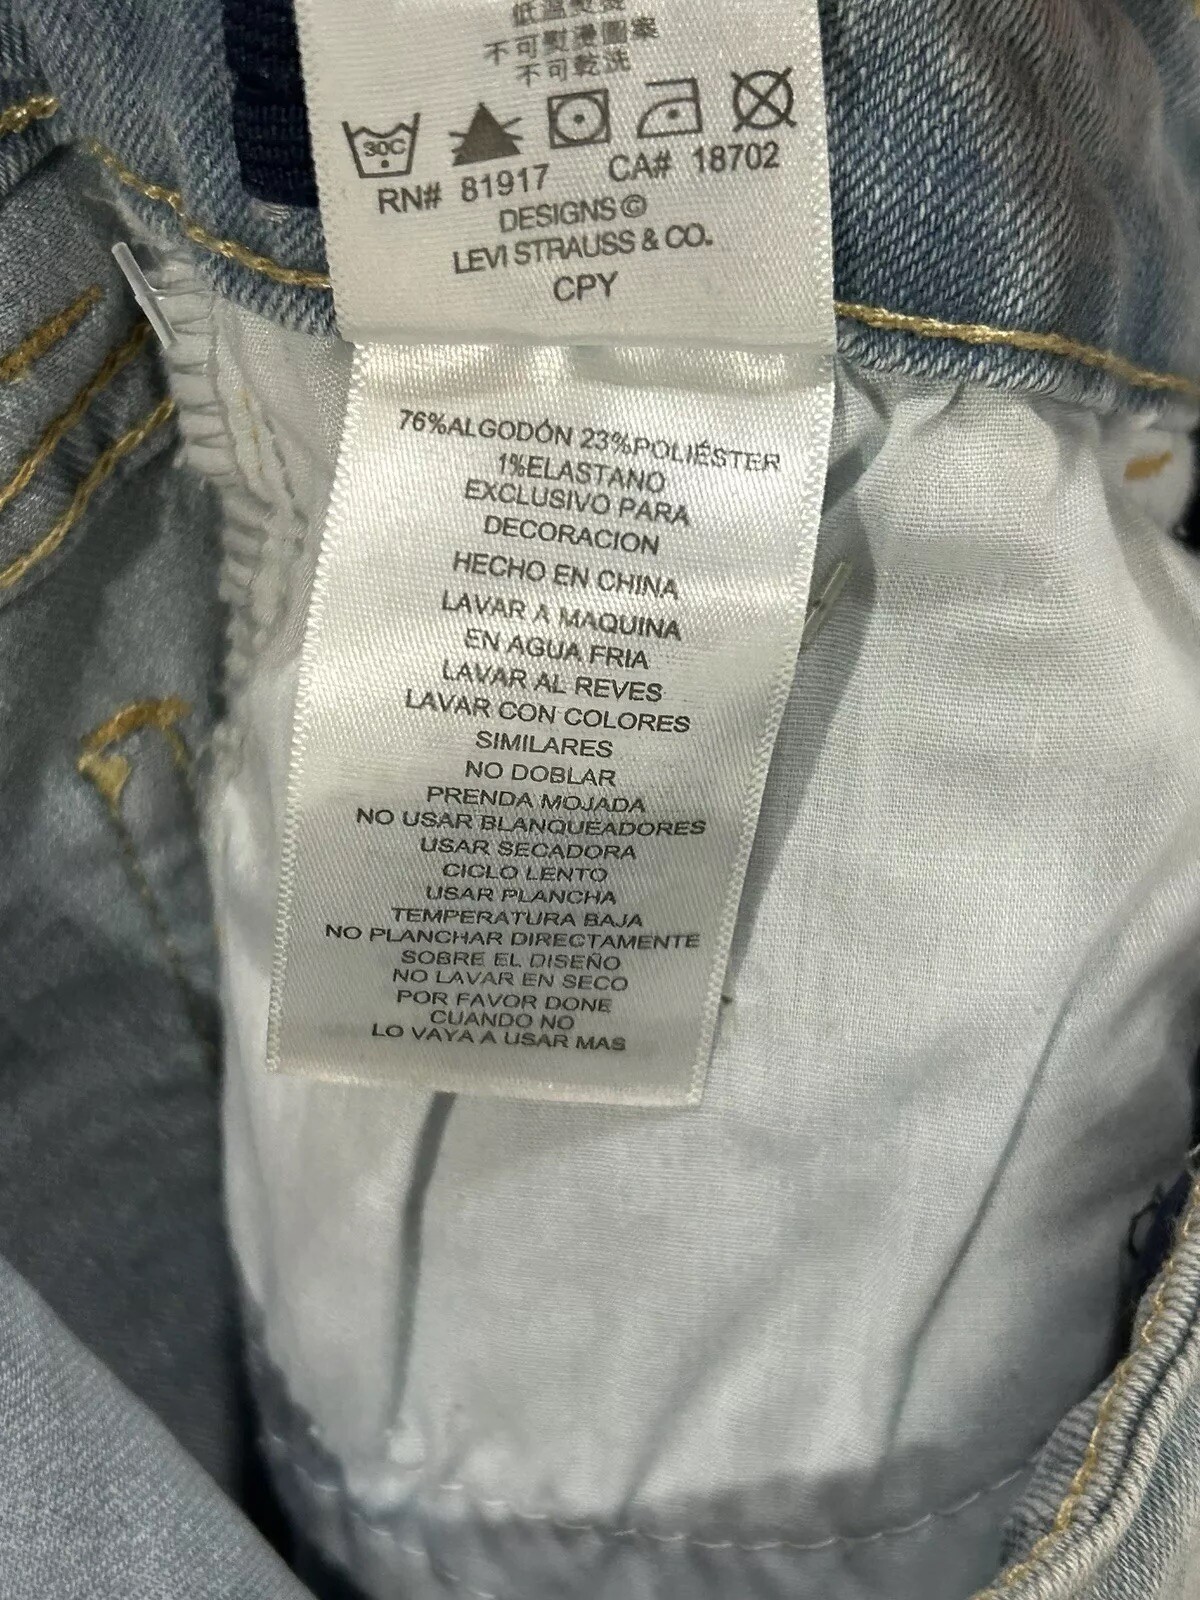 低溫熨燙
不可熨燙圖案
不可乾洗
30C
RN# 81917 CA# 18702
DESIGNS ©
LEVI STRAUSS & CO.
CPY
76%ALGODÓN 23%POLIÉSTER
1%ELASTANO
EXCLUSIVO PARA
DECORACION
HECHO EN CHINA
LAVAR A MAQUINA
EN AGUA FRIA
LAVAR AL REVES
LAVAR CON COLORES
SIMILARES
NO DOBLAR
PRENDA MOJADA
NO USAR BLANQUEADORES
USAR SECADORA
CICLO LENTO
USAR PLANCHA
TEMPERATURA BAJA
NO PLANCHAR DIRECTAMENTE
SOBRE EL DISEÑO
NO LAVAR EN SECO
POR FAVOR DONE
CUANDO NO
LO VAYA A USAR MAS